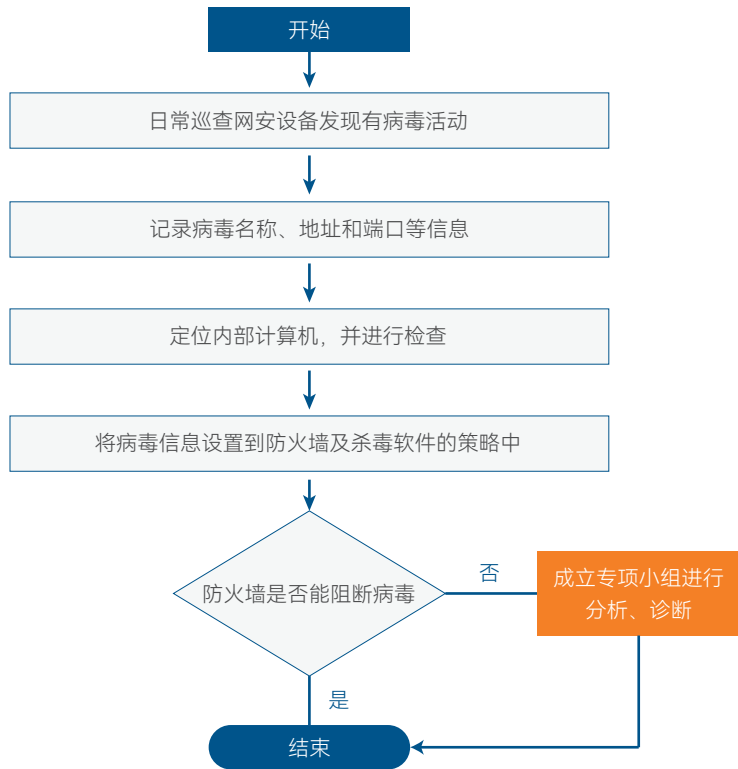 开始
日常巡查网安设备发现有病毒活动
记录病毒名称、地址和端口等信息
定位内部计算机，并进行检查
将病毒信息设置到防火墙及杀毒软件的策略中
防火墙是否能阻断病毒
否
成立专项小组进行
分析、诊断
是
结束